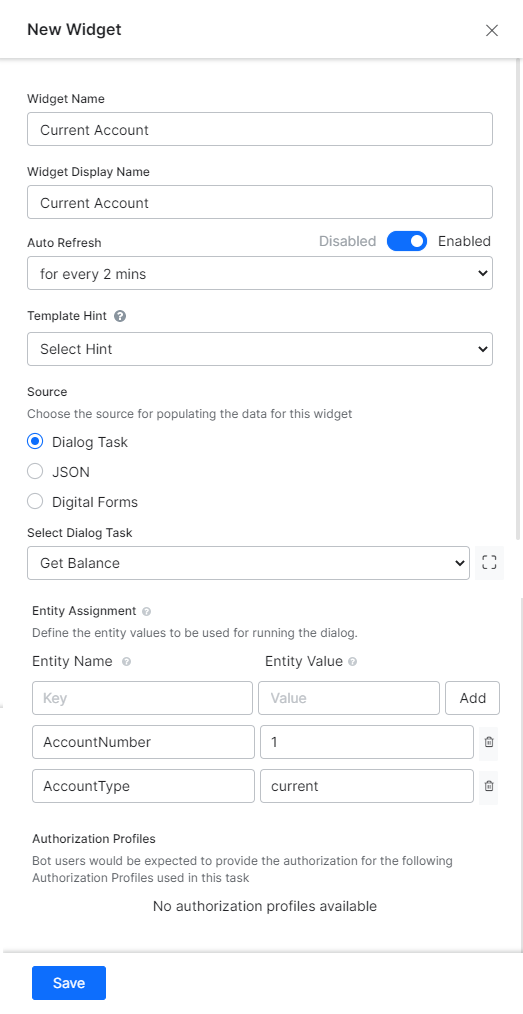 New Widget
Widget Name
Current Account
Widget Display Name
Current Account
Auto Refresh Disabled Enabled
for every 2 mins
Template Hint ?
Select Hint
Source
Choose the source for populating the data for this widget
Dialog Task
JSON
Digital Forms
Select Dialog Task
Get Balance
Entity Assignment ?
Define the entity values to be used for running the dialog.
Entity Name ? Entity Value ?
Key Value Add
AccountNumber 1
AccountType current
Authorization Profiles
Bot users would be expected to provide the authorization for the following
Authorization Profiles used in this task
No authorization profiles available
Save